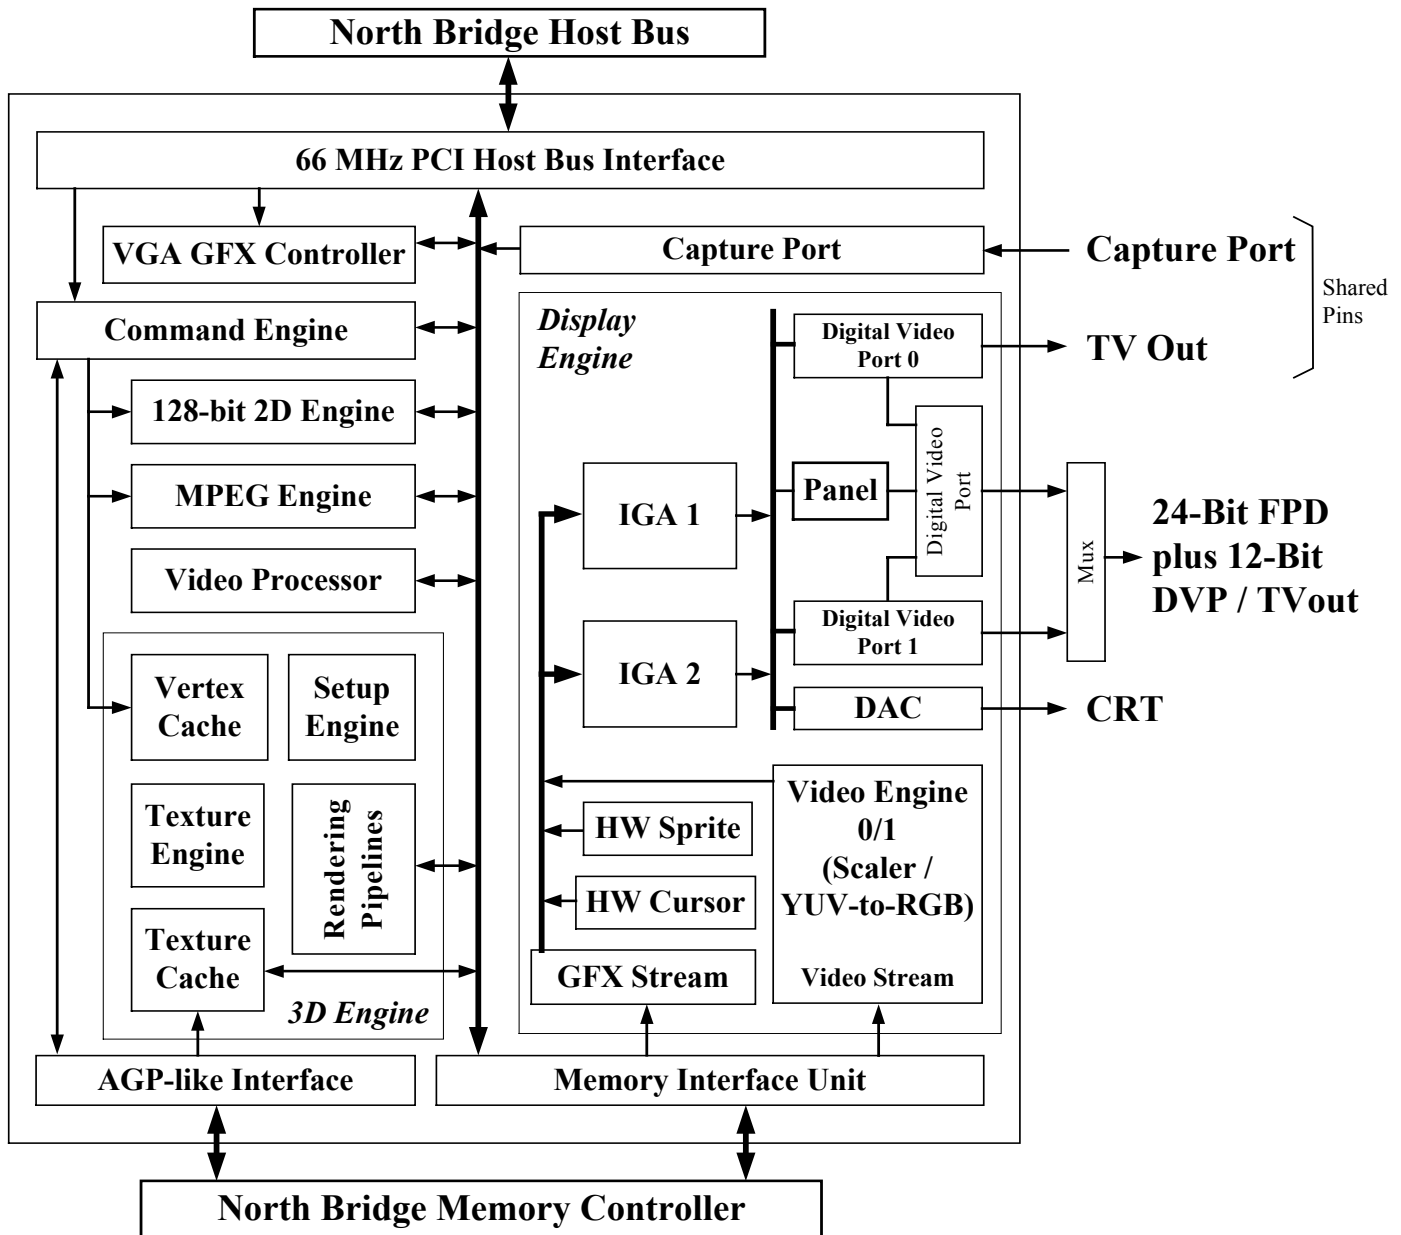 North Bridge Host Bus
66 MHz PCI Host Bus Interface
VGA GFX Controller
Capture Port
Capture Port
Shared
Pins
Command Engine
Display
Engine
Digital Video
Port 0
TV Out
128-bit 2D Engine
MPEG Engine
IGA 1
Panel
Digital Video
Port
Mux
24-Bit FPD
plus 12-Bit
DVP / TVout
Video Processor
Digital Video
Port 1
IGA 2
Vertex
Cache
Setup
Engine
DAC
CRT
Texture
Engine
Rendering
Pipelines
Video Engine
0/1
(Scaler /
YUV-to-RGB)
HW Sprite
HW Cursor
Texture
Cache
GFX Stream
Video Stream
3D Engine
AGP-like Interface
Memory Interface Unit
North Bridge Memory Controller